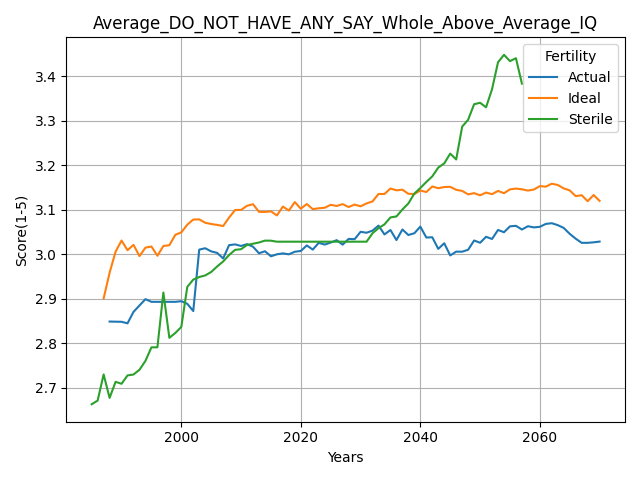 Average_DO_NOT_HAVE_ANY_SAY_Whole_Above_Average_IQ
Fertility
Actual
Ideal
Sterile
3.4
3.3
3.2
3.1
3.0
2.9
2.8
2.7
Score(1-5)
2000
2020
2040
2060
Years